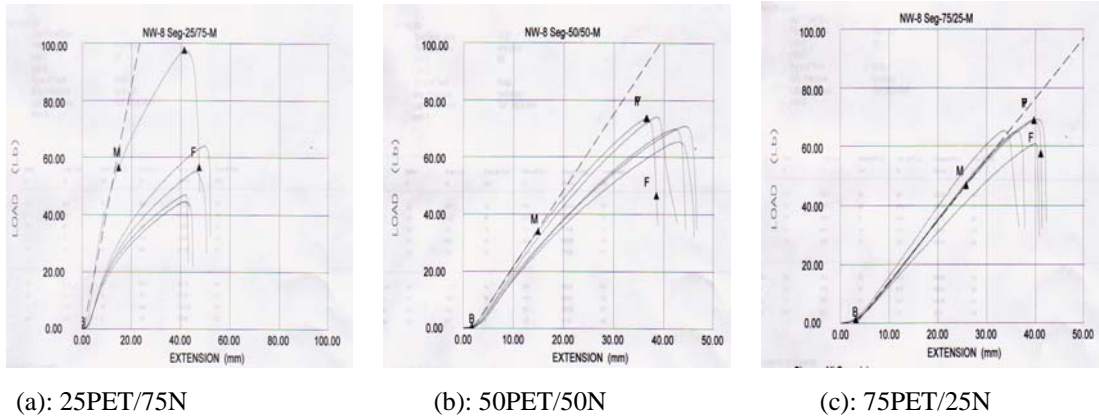 NW-8 Seg-25/75-M
100.00
80.00
60.00
40.00
20.00
0.00
LOAD (Lb)
M
F
B
0.00 20.00 40.00 60.00 80.00 100.00
EXTENSION (mm)
(a): 25PET/75N
NW-8 Seg-50/50-M
100.00
80.00
60.00
40.00
20.00
0.00
LOAD (Lb)
M
F
B
0.00 10.00 20.00 30.00 40.00 50.00
EXTENSION (mm)
(b): 50PET/50N
NW-8 Seg-75/25-M
100.00
80.00
60.00
40.00
20.00
0.00
LOAD (Lb)
M
F
B
0.00 10.00 20.00 30.00 40.00 50.00
EXTENSION (mm)
(c): 75PET/25N